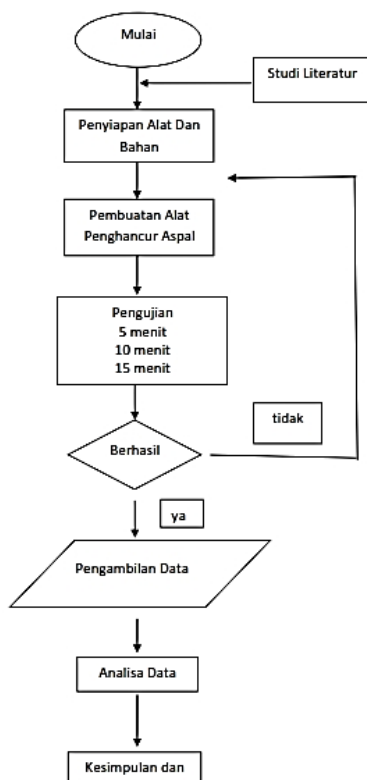 Mulai
Studi Literatur
Penyiapan Alat Dan
Bahan
Pembuatan Alat
Penghancur Aspal
Pengujian
5 menit
10 menit
15 menit
tidak
Berhasil
ya
Pengambilan Data
Analisa Data
Kesimpulan dan